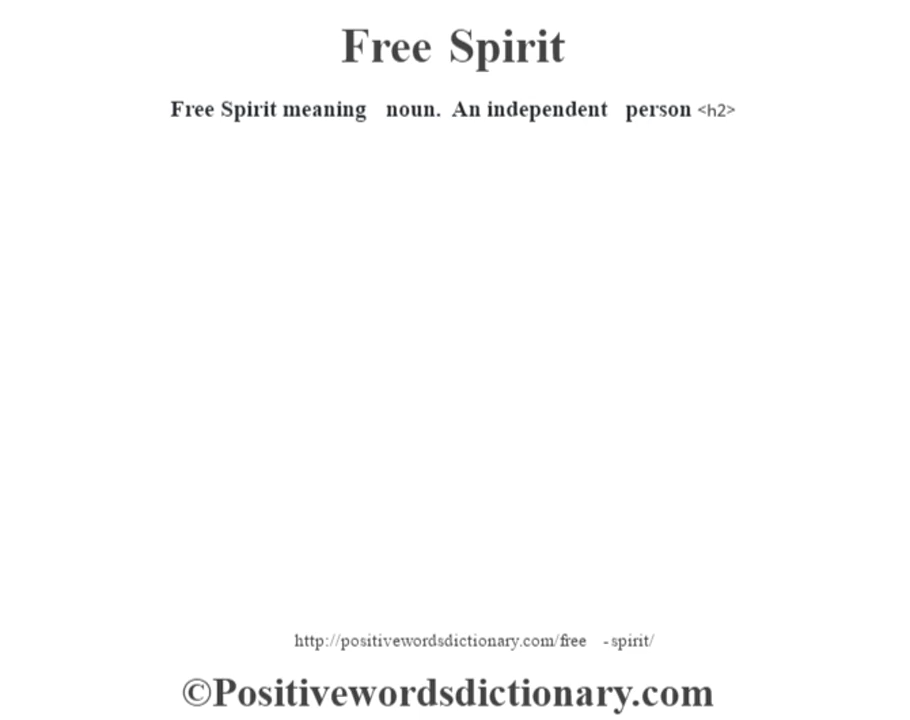 Free Spirit
Free Spirit meaning noun. An independent person <h2>
http://positivewordsdictionary.com/free -spirit/
©Positivewordsdictionary.com